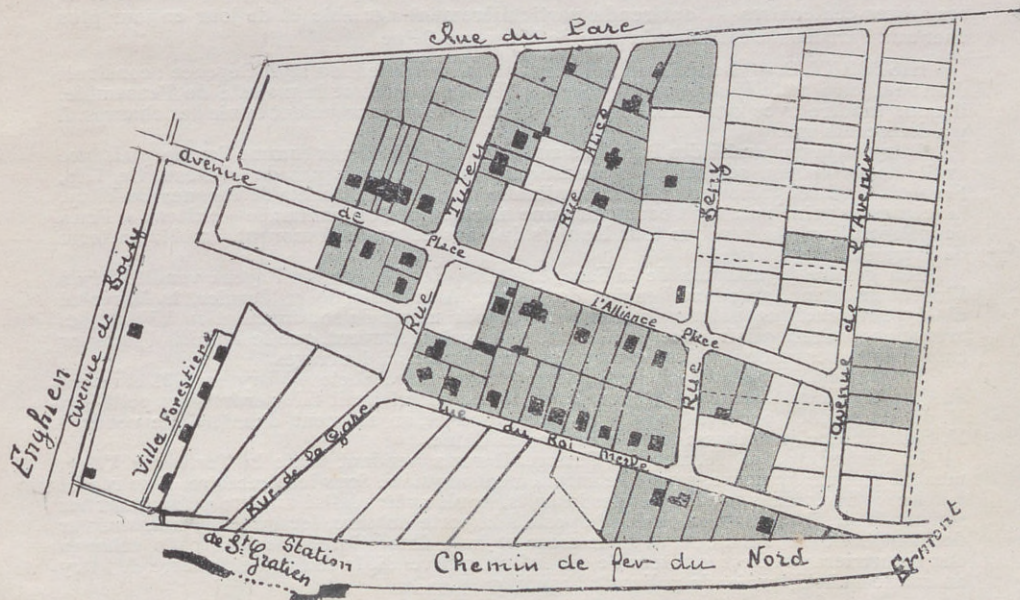 Rue du Parc
Avenue
de
Place
l'Alliance
Place
Rue
Rue Alice
Rue
Avenue de l'Avenir
Enghien
Avenue de Boissy
Villa Forestière
Rue de la Gare
Rue du Roi
Station
de St Gratien
Chemin de fer du Nord
Ermont